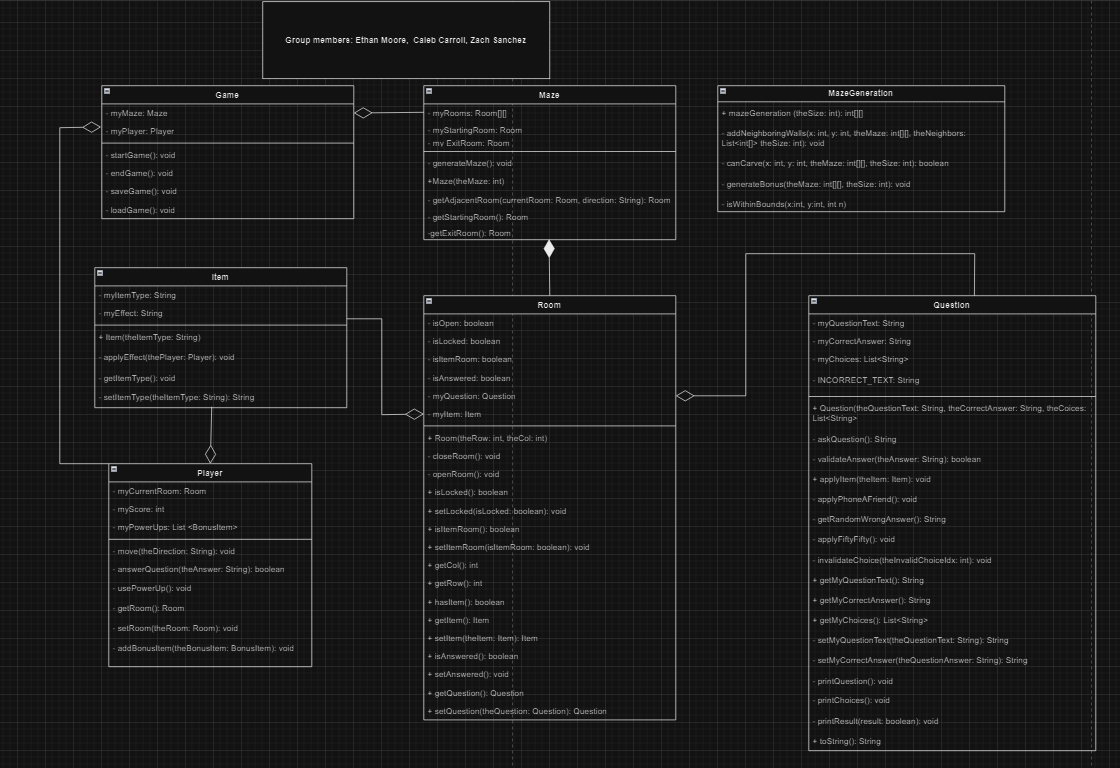 Group members: Ethan Moore, Caleb Carroll, Zach Sanchez
Game
- myMaze: Maze
- myPlayer: Player
- startGame(): void
- endGame(): void
- saveGame(): void
- loadGame(): void
Maze
- myRooms: Room[][]
- myStartingRoom: Room
- my ExitRoom: Room
- generateMaze(): void
+Maze(theMaze: int)
- getAdjacentRoom(currentRoom: Room, direction: String): Room
- getStartingRoom(): Room
-getExitRoom(): Room
MazeGeneration
+ mazeGeneration (theSize: int): int[][]
- addNeighboringWalls(x: int, y: int, theMaze: int[][], theNeighbors:
List<int[]> theSize: int): void
- canCarve(x: int, y: int, theMaze: int[][], theSize: int): boolean
- generateBonus(theMaze: int[][], theSize: int): void
- isWithinBounds(x:int, y:int, int n)
Item
- myItemType: String
- myEffect: String
+ Item(theItemType: String)
- applyEffect(thePlayer: Player): void
- getItemType(): void
- setItemType(theItemType: String): String
Player
- myCurrentRoom: Room
- myScore: int
- myPowerUps: List <BonusItem>
- move(theDirection: String): void
- answerQuestion(theAnswer: String): boolean
- usePowerUp(): void
- getRoom(): Room
- setRoom(theRoom: Room): void
- addBonusItem(theBonusItem: BonusItem): void
Room
- isOpen: boolean
- isLocked: boolean
- isItemRoom: boolean
- isAnswered: boolean
- myQuestion: Question
- myItem: Item
+ Room(theRow: int, theCol: int)
- closeRoom(): void
- openRoom(): void
+ isLocked(): boolean
+ setLocked(isLocked: boolean): void
+ isItemRoom(): boolean
+ setItemRoom(isItemRoom: boolean): void
+ getCol(): int
+ getRow(): int
+ hasItem(): boolean
+ getItem(): Item
+ setItem(theItem: Item): Item
+ isAnswered(): boolean
+ setAnswered(): void
+ getQuestion(): Question
+ setQuestion(theQuestion: Question): Question
Question
- myQuestionText: String
- myCorrectAnswer: String
- myChoices: List<String>
- INCORRECT_TEXT: String
+ Question(theQuestionText: String, theCorrectAnswer: String, theCoices:
List<String>
- askQuestion(): String
- validateAnswer(theAnswer: String): boolean
+ applyItem(theItem: Item): void
- applyPhoneAFriend(): void
- getRandomWrongAnswer(): String
- applyFiftyFifty(): void
- invalidateChoice(theInvalidChoiceIdx: int): void
+ getMyQuestionText(): String
+ getMyCorrectAnswer(): String
+ getMyChoices(): List<String>
- setMyQuestionText(theQuestionText: String): String
- setMyCorrectAnswer(theQuestionAnswer: String): String
- printQuestion(): void
- printChoices(): void
- printResult(result: boolean): void
+ toString(): String